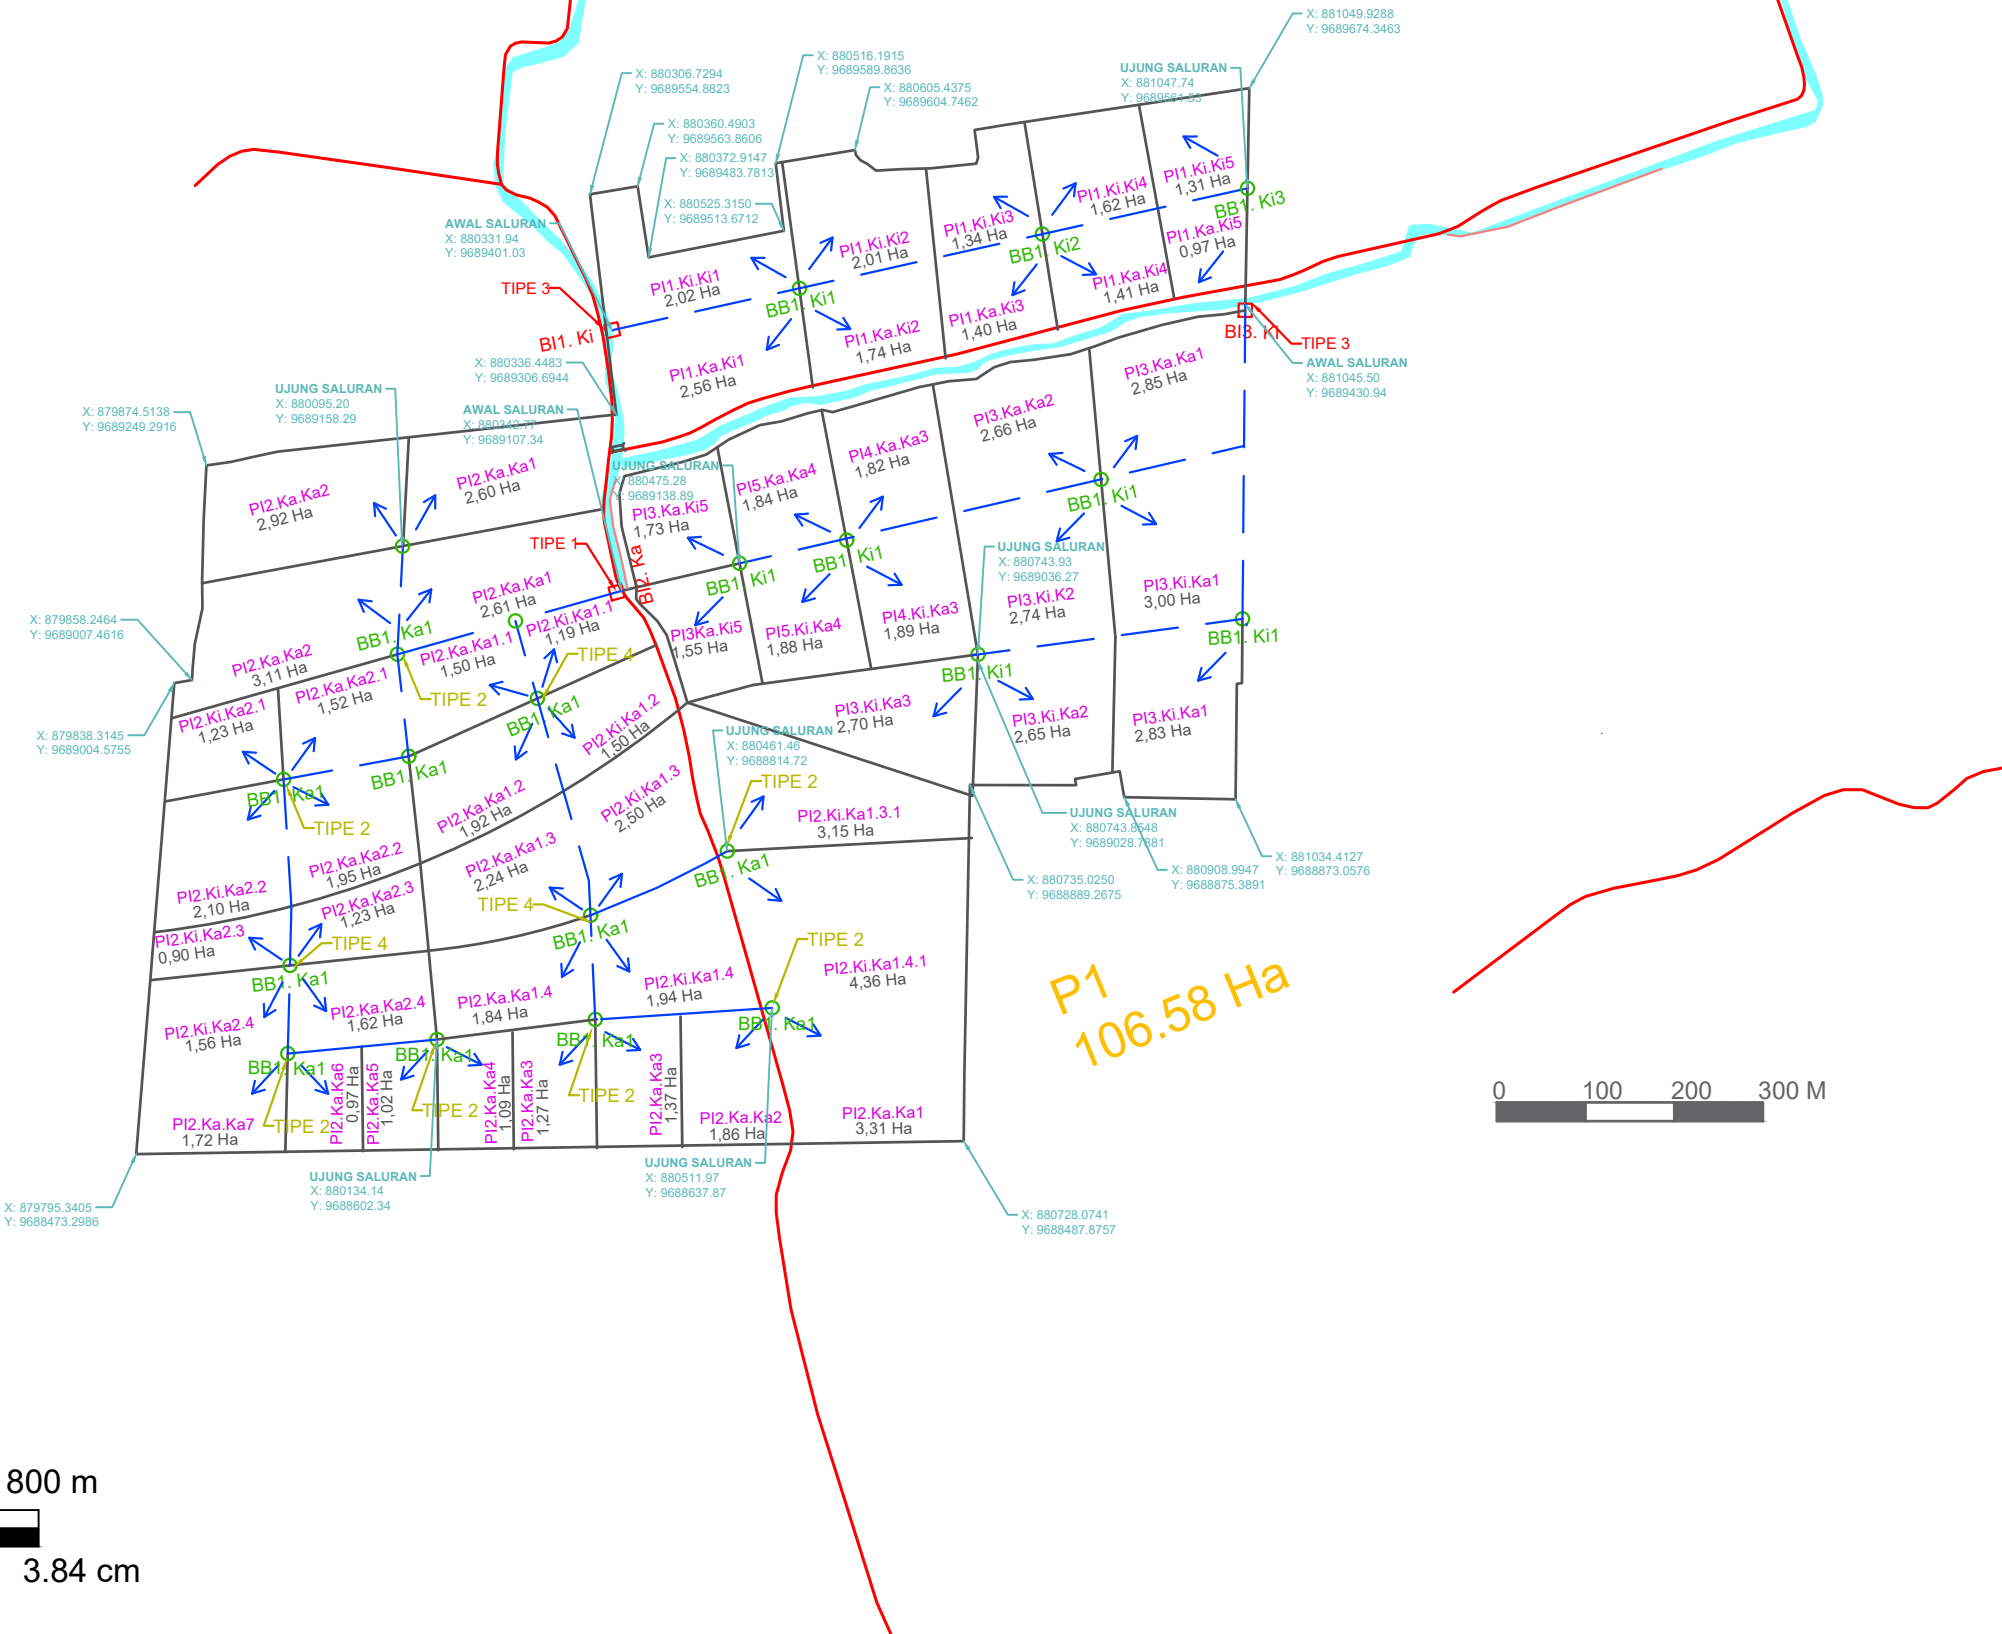 X: 881049.9288
Y: 9689674.3463
X: 880516.1915
Y: 9689589.8636
UJUNG SALURAN
X: 881047.74
Y: 9689561.53
X: 880306.7294
Y: 9689554.8823
X: 880605.4375
Y: 9689604.7462
X: 880360.4903
Y: 9689563.8606
X: 880372.9147
Y: 9689483.7813
X: 880525.3150
Y: 9689513.6712
AWAL SALURAN
X: 880331.94
Y: 9689401.03
TIPE 3
BI1. Ki
PI1.Ki.Ki1
2,02 Ha
BB1. Ki1
PI1.Ki.Ki2
2,01 Ha
PI1.Ki.Ki3
1,34 Ha
BB1. Ki2
PI1.Ki.Ki4
1,62 Ha
PI1.Ki.Ki5
1,31 Ha
BB1. Ki3
PI1.Ka.Ki5
0,97 Ha
PI1.Ka.Ki4
1,41 Ha
PI1.Ka.Ki3
1,40 Ha
PI1.Ka.Ki2
1,74 Ha
PI1.Ka.Ki1
2,56 Ha
BI3. Ki
TIPE 3
AWAL SALURAN
X: 881045.50
Y: 9689430.94
X: 880336.4483
Y: 9689306.6944
UJUNG SALURAN
X: 880095.20
Y: 9689158.29
AWAL SALURAN
X: 880342.77
Y: 9689107.34
X: 879874.5138
Y: 9689249.2916
UJUNG SALURAN
X: 880475.28
Y: 9689138.89
PI2.Ka.Ka2
2,92 Ha
PI2.Ka.Ka1
2,60 Ha
PI3.Ka.Ki5
1,73 Ha
PI5.Ka.Ka4
1,84 Ha
PI4.Ka.Ka3
1,82 Ha
PI3.Ka.Ka2
2,66 Ha
PI3.Ka.Ka1
2,85 Ha
BB1. Ki1
BB1. Ki1
BB1. Ki1
TIPE 1
BI2. Ka
UJUNG SALURAN
X: 880743.93
Y: 9689036.27
PI3.Ki.K2
2,74 Ha
PI3.Ki.Ka1
3,00 Ha
BB1. Ki1
PI3Ka.Ki5
1,55 Ha
PI5.Ki.Ka4
1,88 Ha
PI4.Ki.Ka3
1,89 Ha
BB1. Ki1
X: 879858.2464
Y: 9689007.4616
PI2.Ka.Ka2
3,11 Ha
BB1. Ka1
PI2.Ka.Ka1
2,61 Ha
PI2.Ka.Ka1.1
1,50 Ha
PI2.Ki.Ka1.1
1,19 Ha
TIPE 4
TIPE 2
PI2.Ki.Ka2.1
1,23 Ha
PI2.Ka.Ka2.1
1,52 Ha
BB1. Ka1
PI2.Ki.Ka1.2
1,50 Ha
X: 879838.3145
Y: 9689004.5755
PI3.Ki.Ka3
2,70 Ha
PI3.Ki.Ka2
2,65 Ha
PI3.Ki.Ka1
2,83 Ha
UJUNG SALURAN
X: 880461.46
Y: 9688814.72
TIPE 2
BB1. Ka1
BB1. Ka1
TIPE 2
PI2.Ka.Ka1.2
1,92 Ha
PI2.Ki.Ka1.3
2,50 Ha
PI2.Ki.Ka1.3.1
3,15 Ha
UJUNG SALURAN
X: 880743.8548
Y: 9689028.7881
X: 880908.9947
Y: 9688875.3891
X: 881034.4127
Y: 9688873.0576
X: 880735.0250
Y: 9688889.2675
BB1. Ka1
PI2.Ki.Ka2.2
2,10 Ha
PI2.Ka.Ka2.2
1,95 Ha
PI2.Ka.Ka1.3
2,24 Ha
TIPE 4
BB1. Ka1
PI2.Ki.Ka2.3
0,90 Ha
PI2.Ka.Ka2.3
1,23 Ha
TIPE 4
BB1. Ka1
TIPE 2
PI2.Ki.Ka1.4.1
4,36 Ha
PI2.Ki.Ka1.4
1,94 Ha
PI2.Ka.Ka1.4
1,84 Ha
PI2.Ka.Ka2.4
1,62 Ha
PI2.Ki.Ka2.4
1,56 Ha
BB1. Ka1
BB1. Ka1
BB1. Ka1
BB1. Ka1
P1
106.58 Ha
0 100 200 300 M
PI2.Ka.Ka7
1,72 Ha
TIPE 2
PI2.Ka.Ka6
0,97 Ha
PI2.Ka.Ka5
1,02 Ha
TIPE 2
PI2.Ka.Ka4
1,09 Ha
PI2.Ka.Ka3
1,27 Ha
TIPE 2
PI2.Ka.Ka3
1,37 Ha
PI2.Ka.Ka2
1,86 Ha
PI2.Ka.Ka1
3,31 Ha
UJUNG SALURAN
X: 880134.14
Y: 9688602.34
UJUNG SALURAN
X: 880511.97
Y: 9688637.87
X: 879795.3405
Y: 9688473.2986
X: 880728.0741
Y: 9688487.8757
800 m
3.84 cm